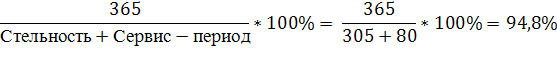 365 / (Стельность + Сервис − период) * 100% = 365 / (305 + 80) * 100% = 94,8%